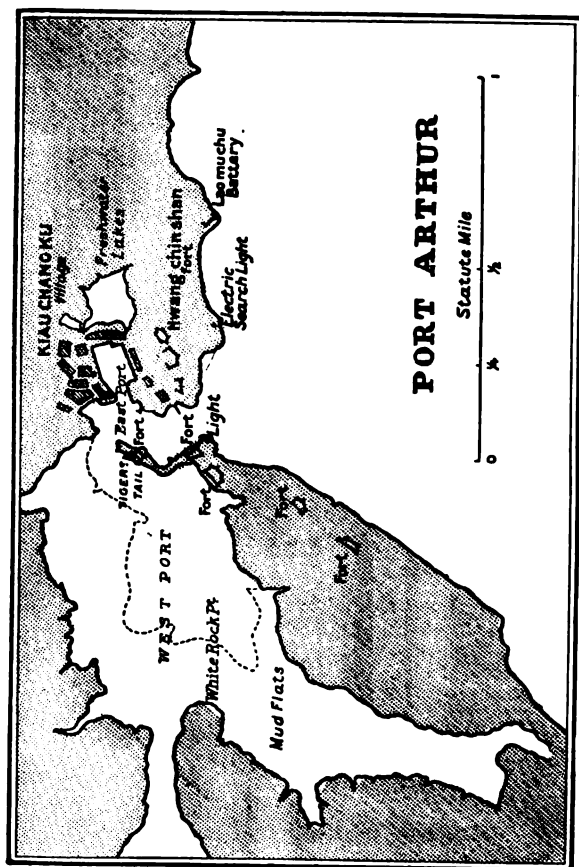 KIAU CHANG KU
Village
Freshwater
Lakes
Hwang chin shan
Fort
Laomuchu
Battery
Electric
Search Light
East Port
TIGERS
TAIL
Fort
Fort
Light
Fort
Fort
Fort
WEST PORT
White Rock Pt.
Mud Flats
PORT ARTHUR
Statute Mile
0
¼
½
1